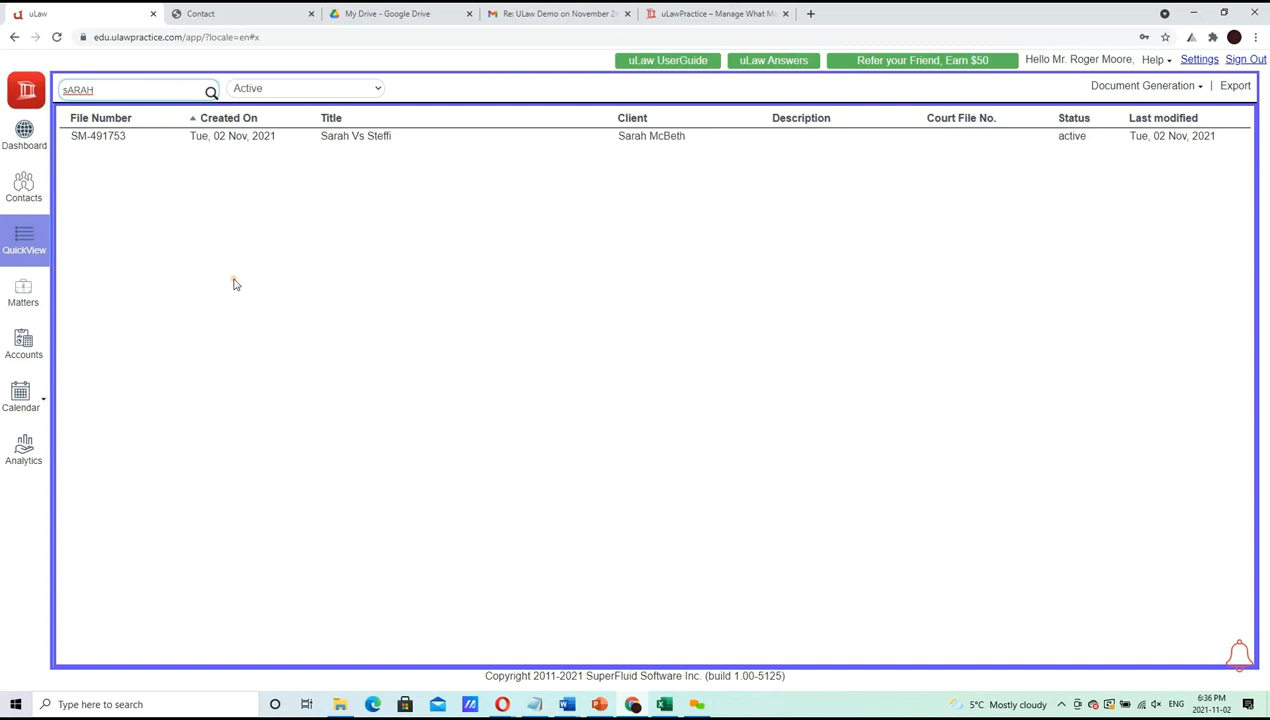 uLaw
Contact
My Drive - Google Drive
Re: ULaw Demo on November 2
uLawPractice – Manage What Ma
edu.ulawpractice.com/app/?locale=en#x
uLaw UserGuide
uLaw Answers
Refer your Friend, Earn $50
Hello Mr. Roger Moore, Help
Settings
Sign Out
sARAH
Active
Document Generation | Export
Dashboard
Contacts
QuickView
Matters
Accounts
Calendar
Analytics
File Number Created On Title Client Description Court File No. Status Last modified
SM-491753 Tue, 02 Nov, 2021 Sarah Vs Steffi Sarah McBeth active Tue, 02 Nov, 2021
Copyright 2011-2021 SuperFluid Software Inc. (build 1.00-5125)
Type here to search
5°C Mostly cloudy
ENG
6:36 PM
2021-11-02